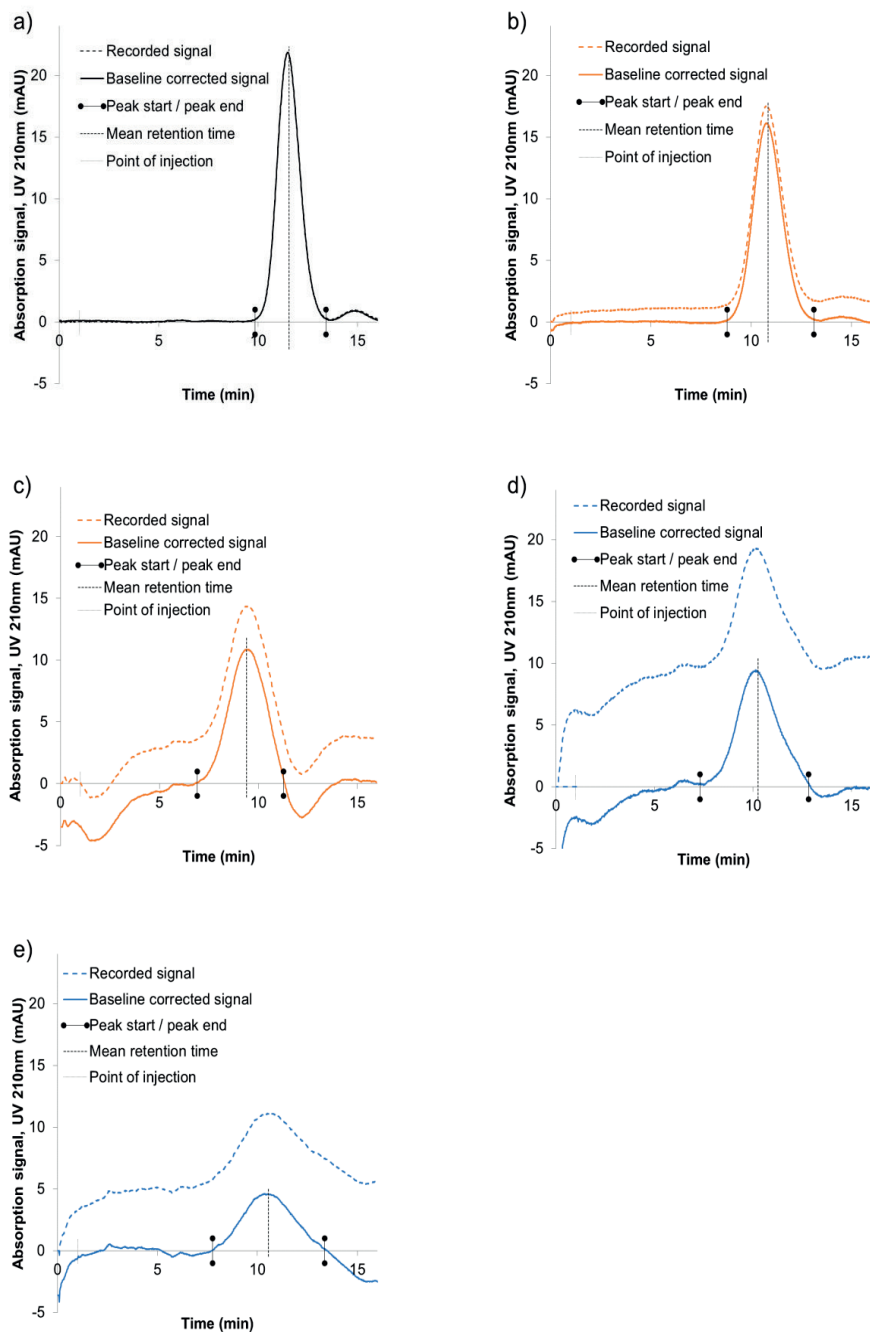 a)
Absorption signal, UV 210nm (mAU)
Recorded signal
Baseline corrected signal
Peak start / peak end
Mean retention time
Point of injection
20
15
10
5
0
-5
0
5
10
15
Time (min)
b)
Absorption signal, UV 210nm (mAU)
Recorded signal
Baseline corrected signal
Peak start / peak end
Mean retention time
Point of injection
20
15
10
5
0
-5
0
5
10
15
Time (min)
c)
Absorption signal, UV 210nm (mAU)
Recorded signal
Baseline corrected signal
Peak start / peak end
Mean retention time
Point of injection
20
15
10
5
0
-5
0
5
10
15
Time (min)
d)
Absorption signal, UV 210nm (mAU)
Recorded signal
Baseline corrected signal
Peak start / peak end
Mean retention time
Point of injection
20
15
10
5
0
-5
0
5
10
15
Time (min)
e)
Absorption signal, UV 210nm (mAU)
Recorded signal
Baseline corrected signal
Peak start / peak end
Mean retention time
Point of injection
20
15
10
5
0
-5
0
5
10
15
Time (min)